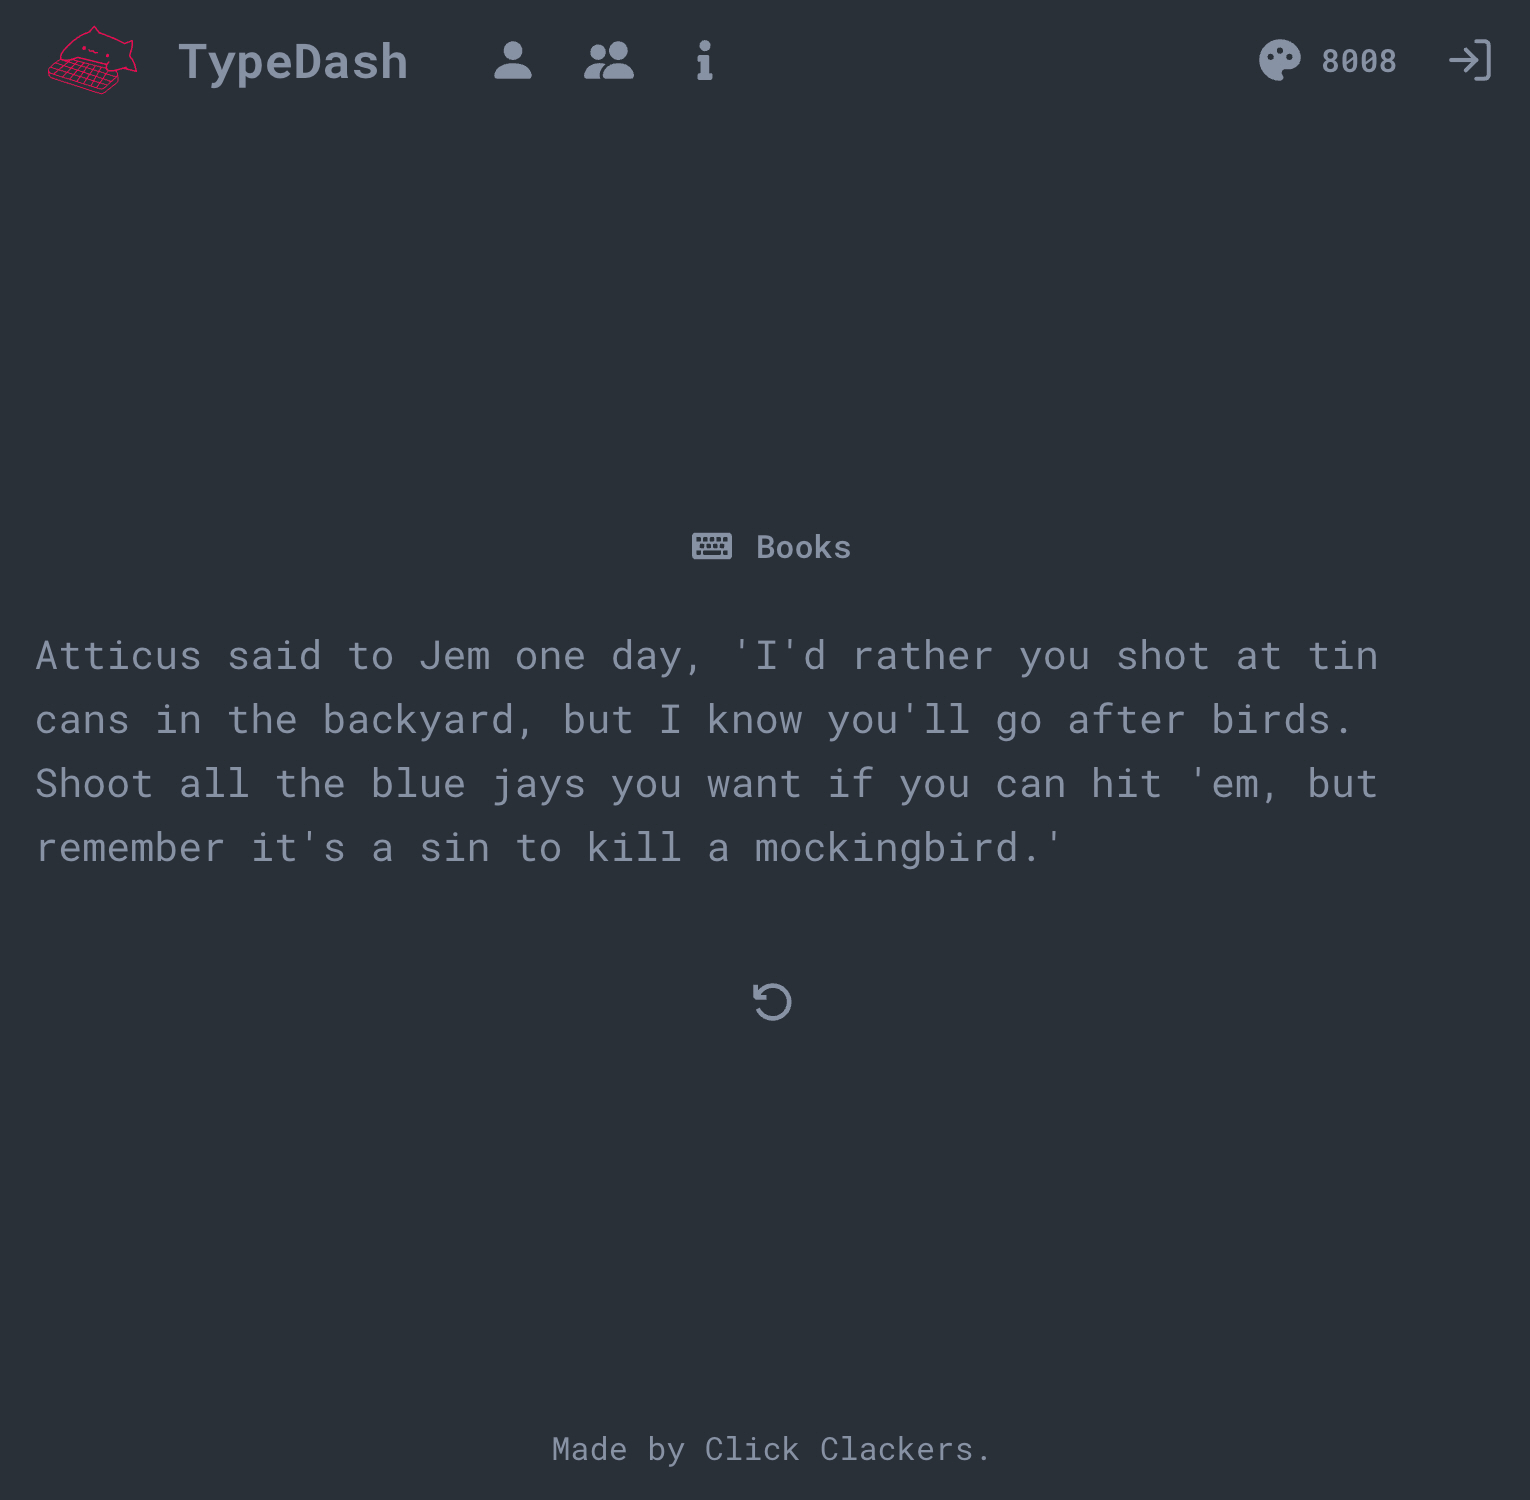 TypeDash
8008
Books
Atticus said to Jem one day, 'I'd rather you shot at tin
cans in the backyard, but I know you'll go after birds.
Shoot all the blue jays you want if you can hit 'em, but
remember it's a sin to kill a mockingbird.'
Made by Click Clackers.